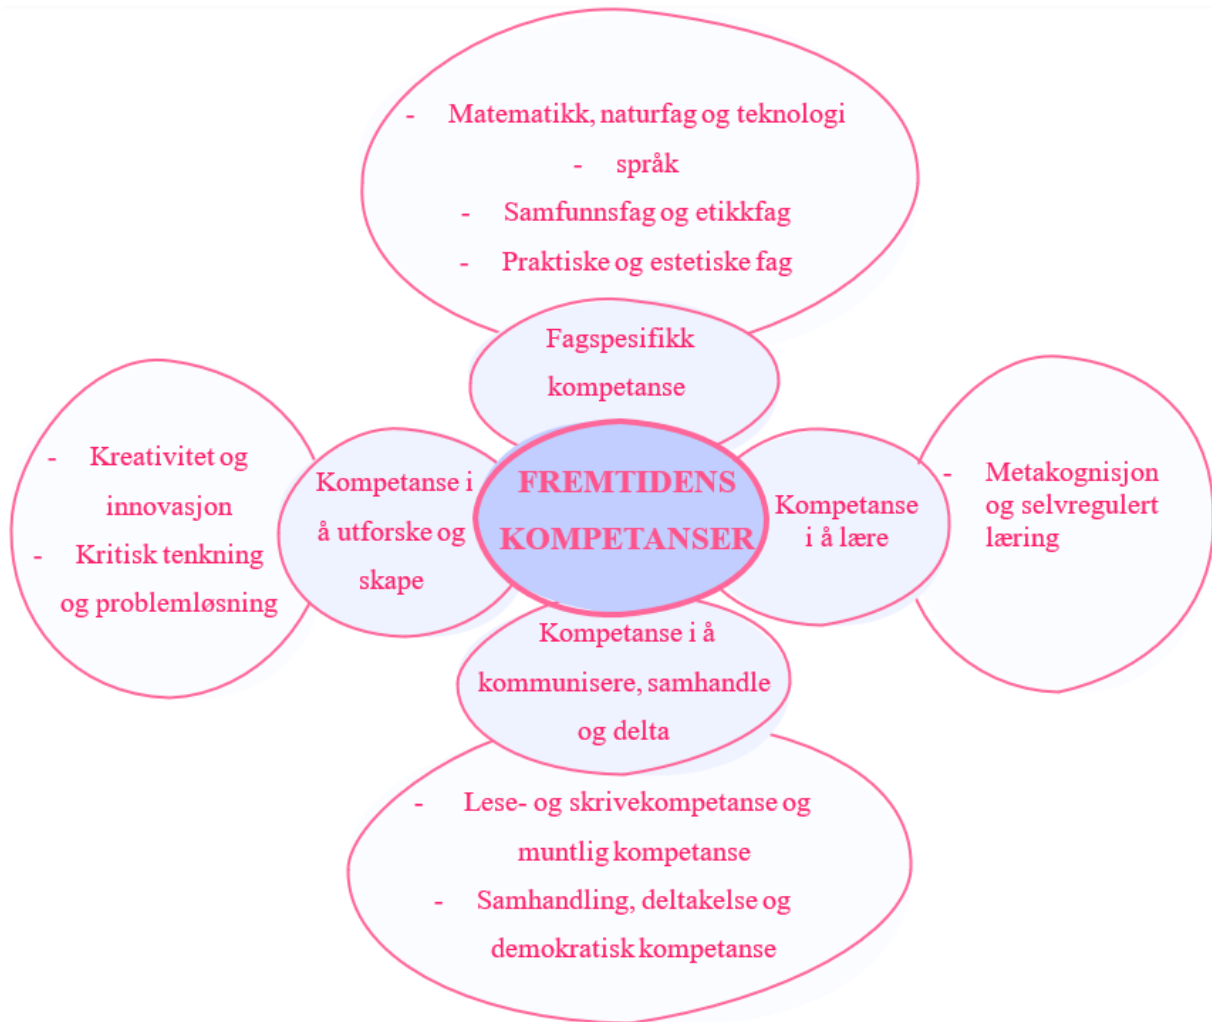 - Matematikk, naturfag og teknologi
- språk
- Samfunnsfag og etikkfag
- Praktiske og estetiske fag
Fagspesifikk
kompetanse
- Kreativitet og
innovasjon
- Kritisk tenkning
og problemløsning
Kompetanse i
å utforske og
skape
FREMTIDENS
KOMPETANSER
Kompetanse
i å lære
- Metakognisjon
og selvregulert
læring
Kompetanse i å
kommunisere, samhandle
og delta
- Lese- og skrivekompetanse og
muntlig kompetanse
- Samhandling, deltakelse og
demokratisk kompetanse